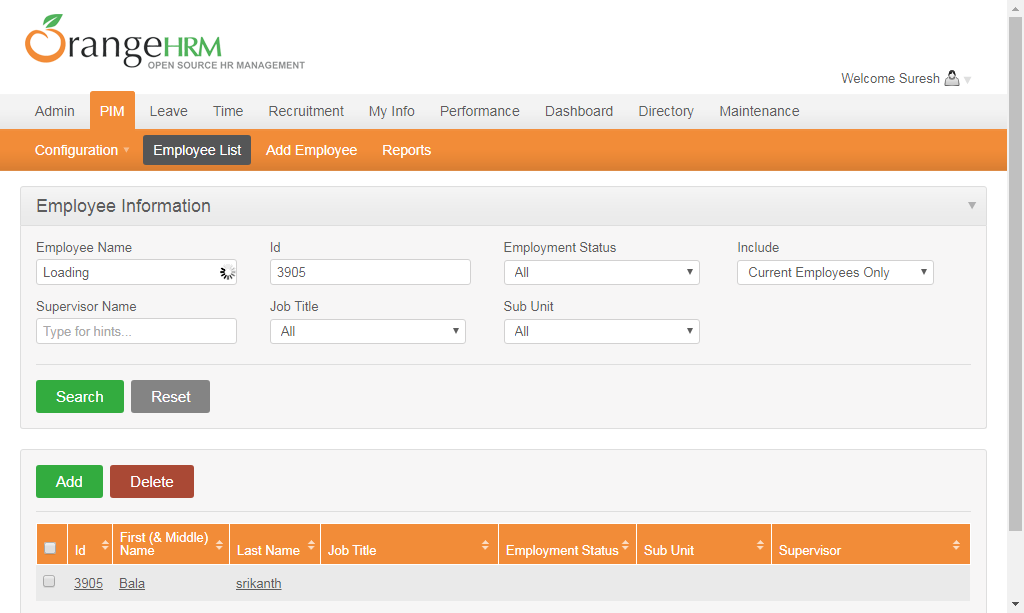 OrangeHRM
OPEN SOURCE HR MANAGEMENT
Welcome Suresh
Admin PIM Leave Time Recruitment My Info Performance Dashboard Directory Maintenance
Configuration Employee List Add Employee Reports
Employee Information
Employee Name Id Employment Status Include
Loading 3905 All Current Employees Only
Supervisor Name Job Title Sub Unit
Type for hints... All All
Search Reset
Add Delete
Id First (& Middle) Name Last Name Job Title Employment Status Sub Unit Supervisor
3905 Bala srikanth